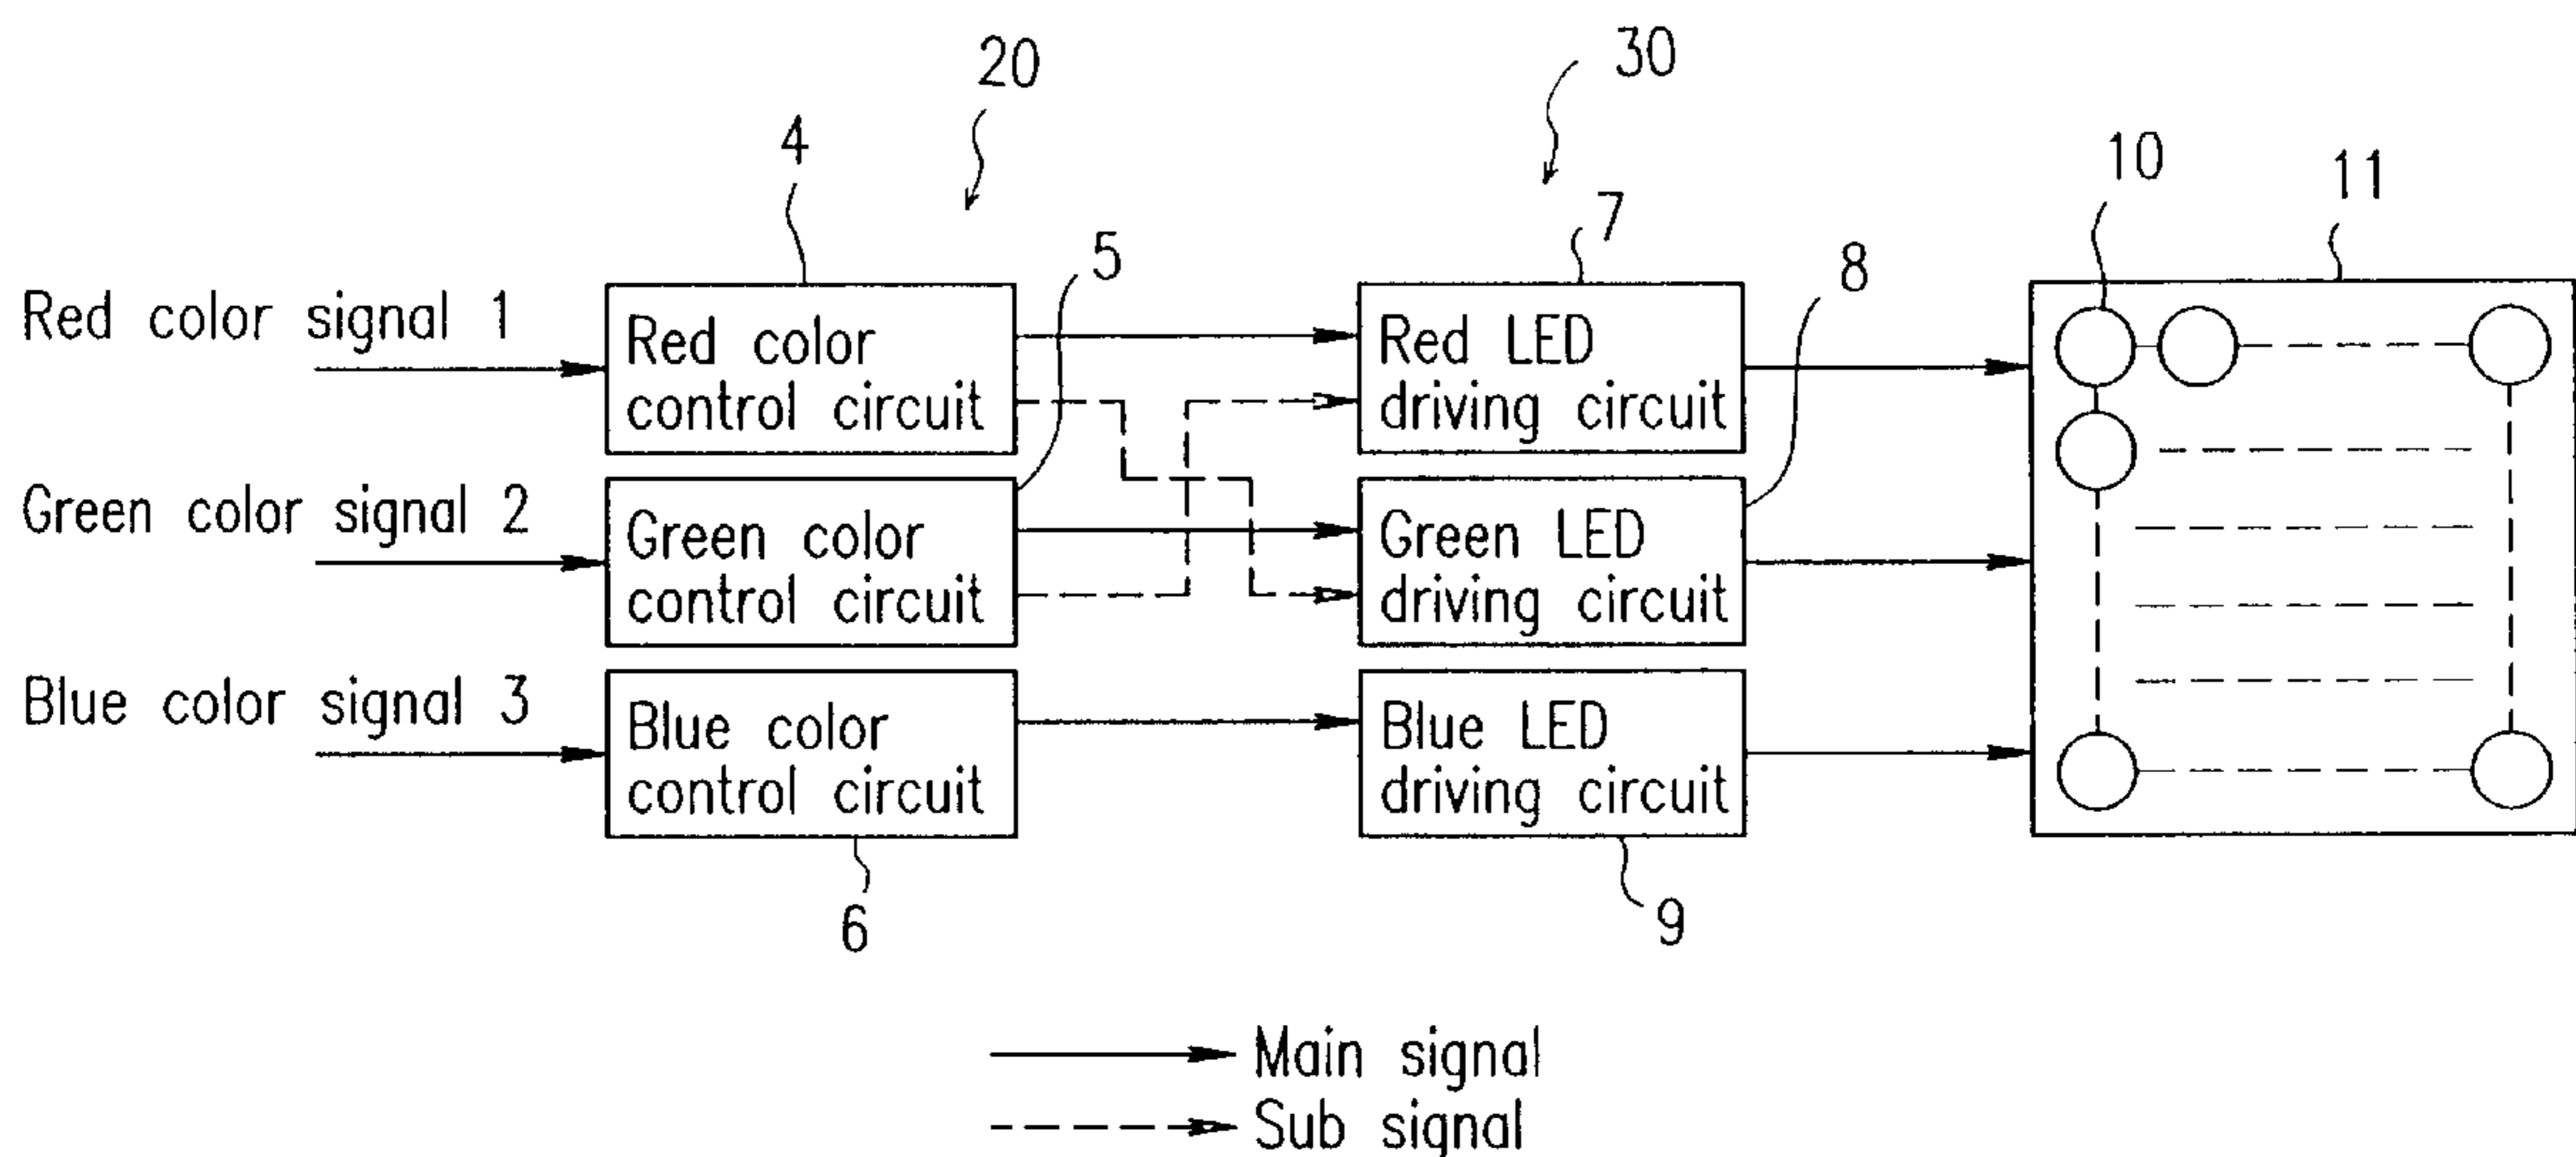 20
30
4
10
11
7
5
8
Red color signal 1
Red color
control circuit
Red LED
driving circuit
Green color signal 2
Green color
control circuit
Green LED
driving circuit
Blue color signal 3
Blue color
control circuit
Blue LED
driving circuit
6
9
Main signal
Sub signal